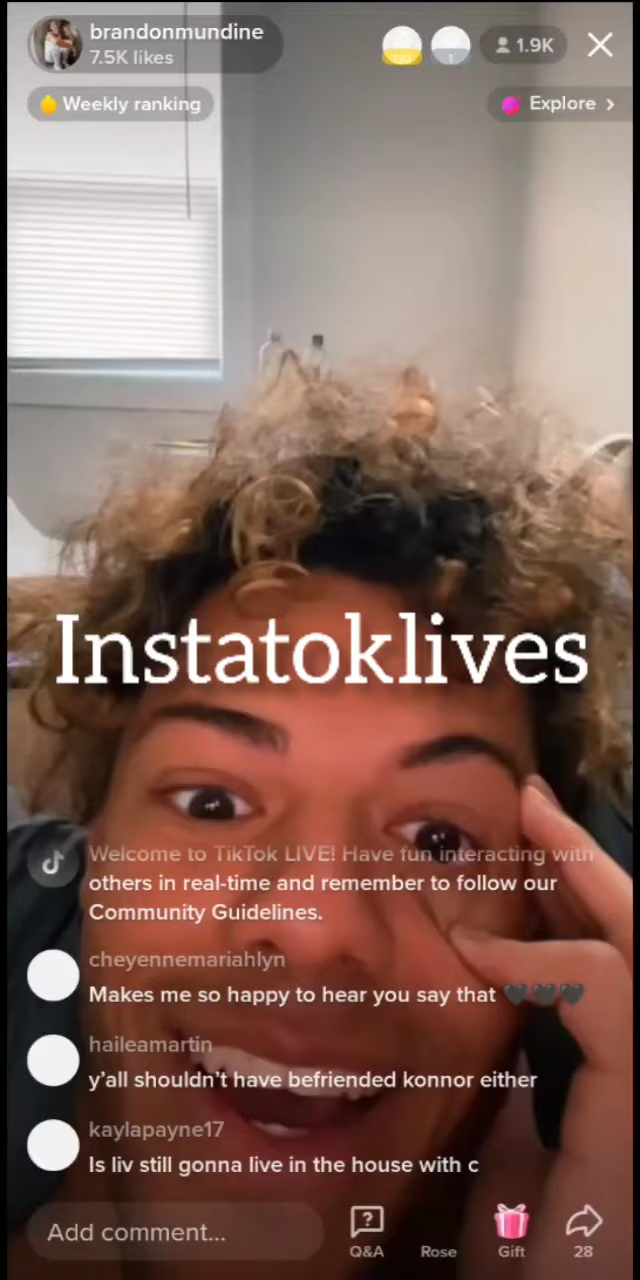 brandonmundine
7.5K likes
1.9K
Weekly ranking
Explore >
Instatoklives
Welcome to TikTok LIVE! Have fun interacting with
others in real-time and remember to follow our
Community Guidelines.
cheyennemariahlyn
Makes me so happy to hear you say that 🖤🖤🖤
haileamartin
y'all shouldn't have befriended konnor either
kaylapayne17
Is liv still gonna live in the house with c
Add comment...
Q&A
Rose
Gift
28